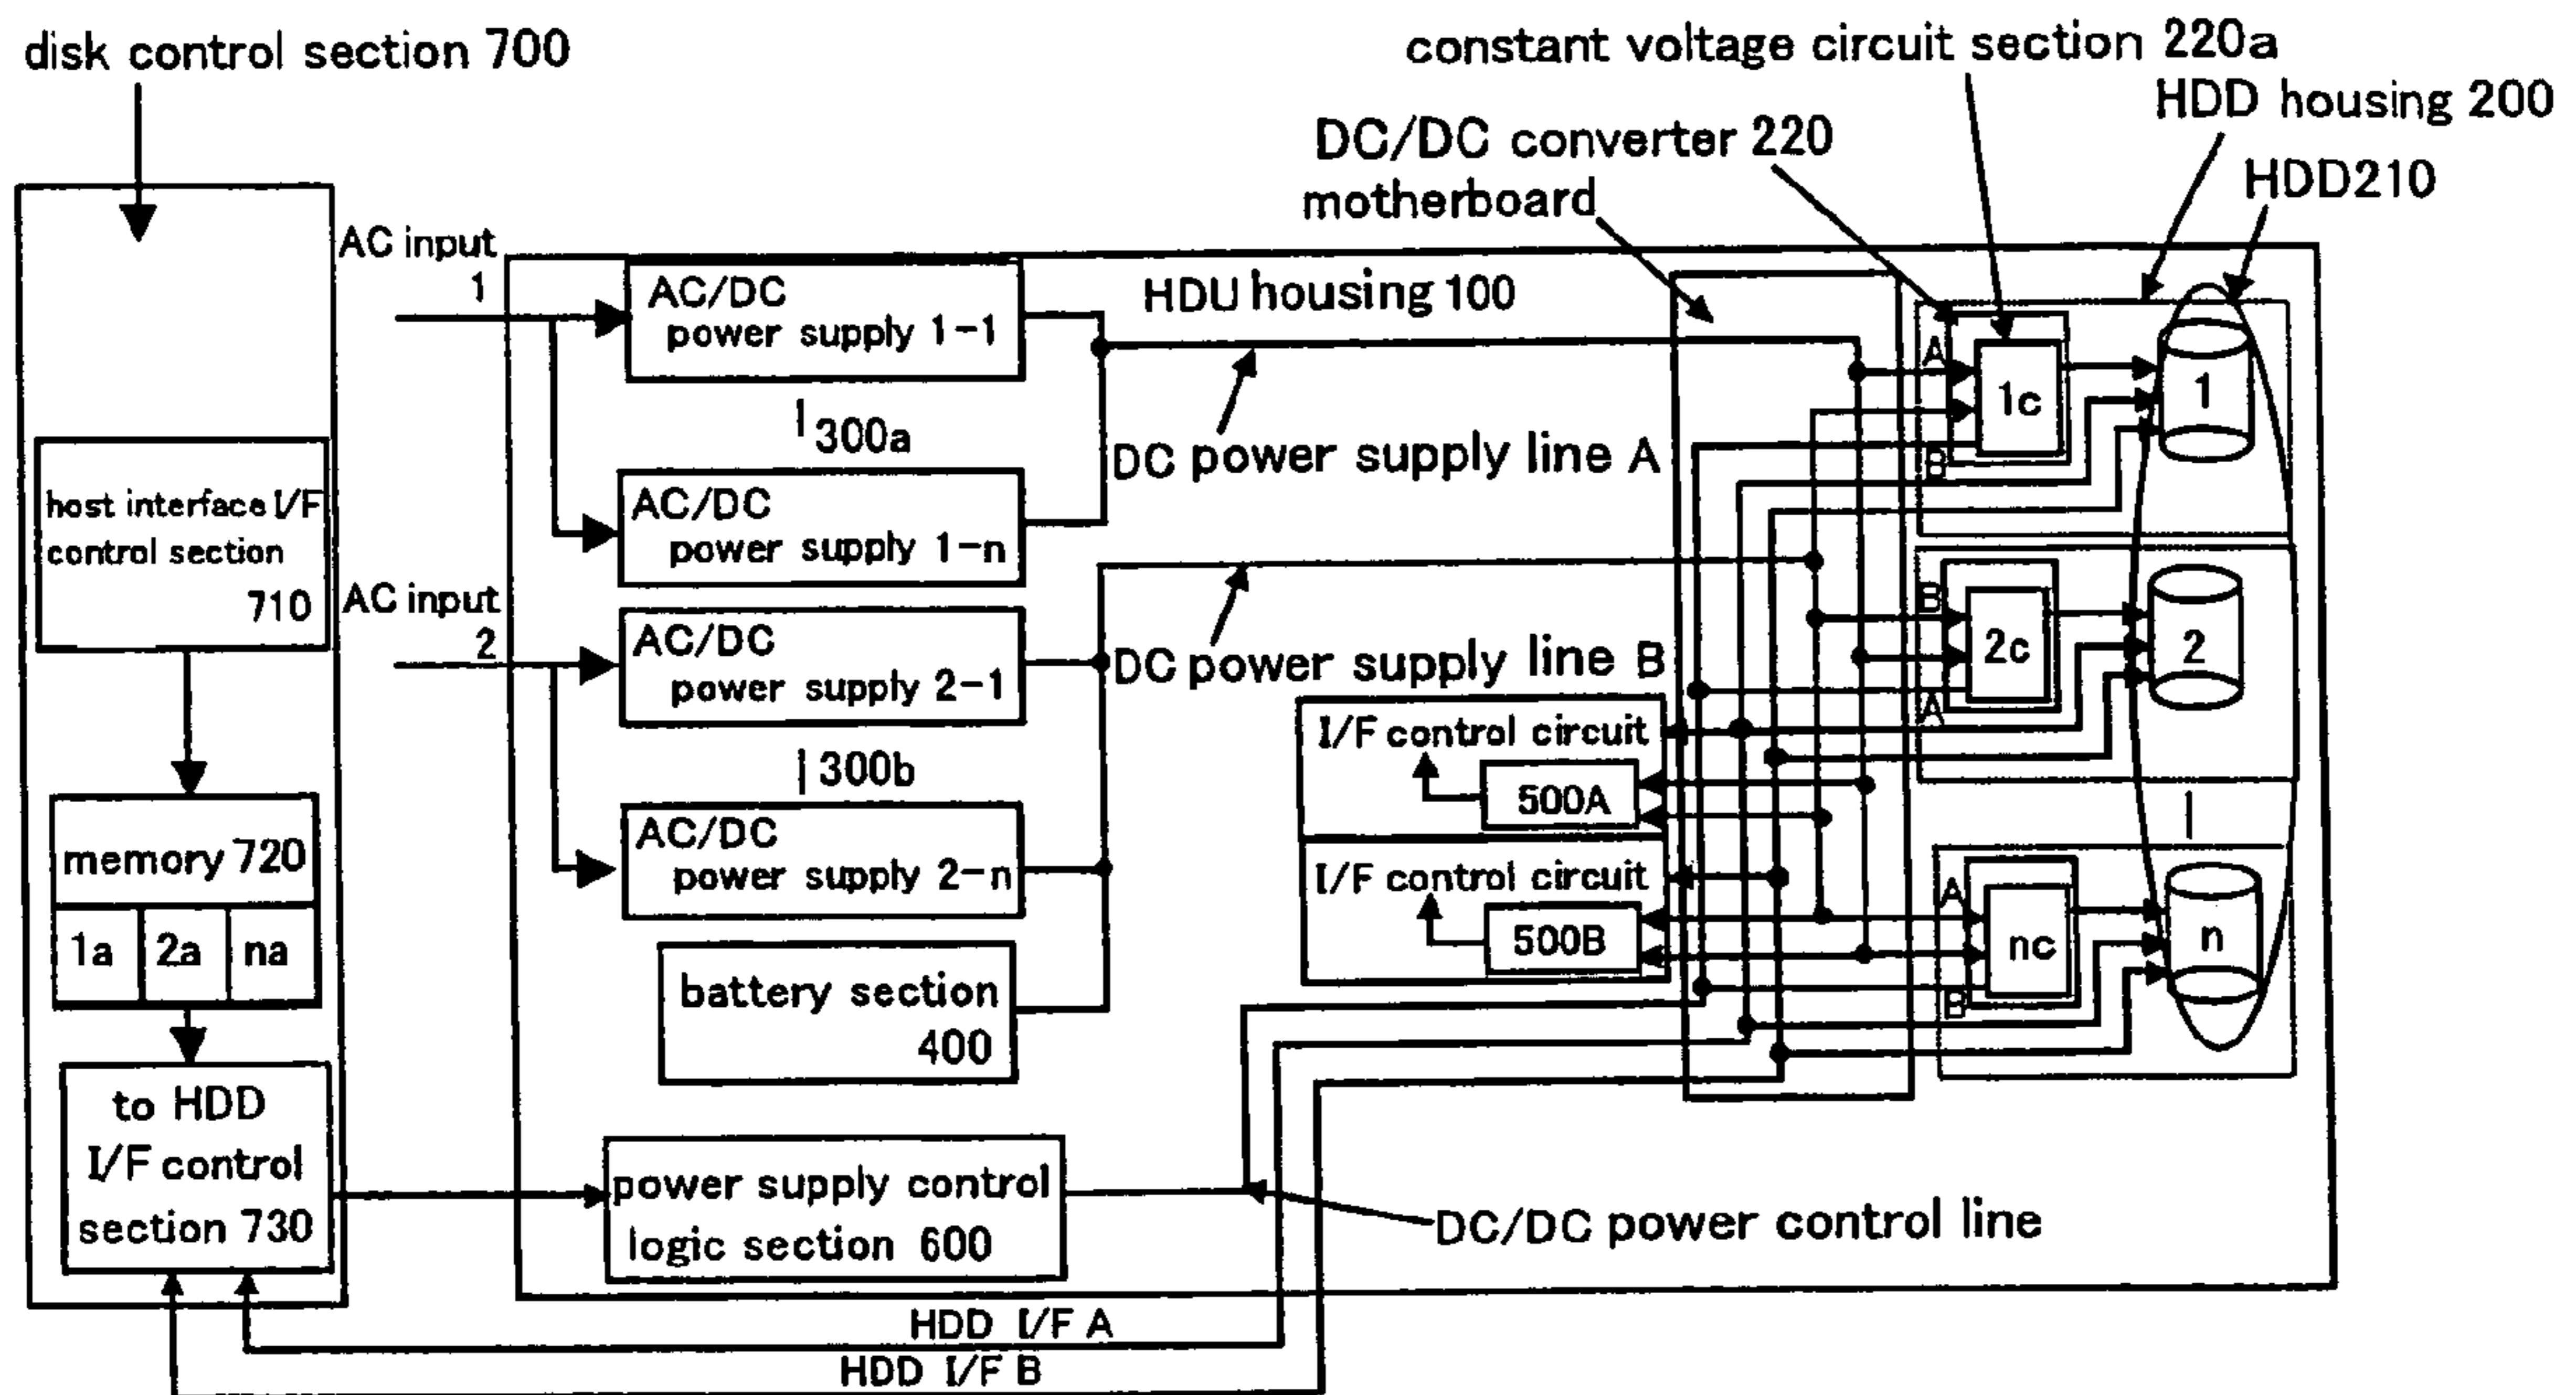 disk control section 700
constant voltage circuit section 220a
HDD housing 200
DC/DC converter 220
HDD210
motherboard
AC input
1
AC/DC
power supply 1-1
HDU housing 100
A
1c
1
300a
DC power supply line A
B
host interface I/F
control section
710
AC/DC
power supply 1-n
AC input
2
AC/DC
power supply 2-1
DC power supply line B
B
2c
2
A
I/F control circuit
500A
300b
memory 720
1a 2a na
AC/DC
power supply 2-n
I/F control circuit
500B
A
nc
n
B
battery section
400
to HDD
I/F control
section 730
power supply control
logic section 600
DC/DC power control line
HDD I/F A
HDD I/F B